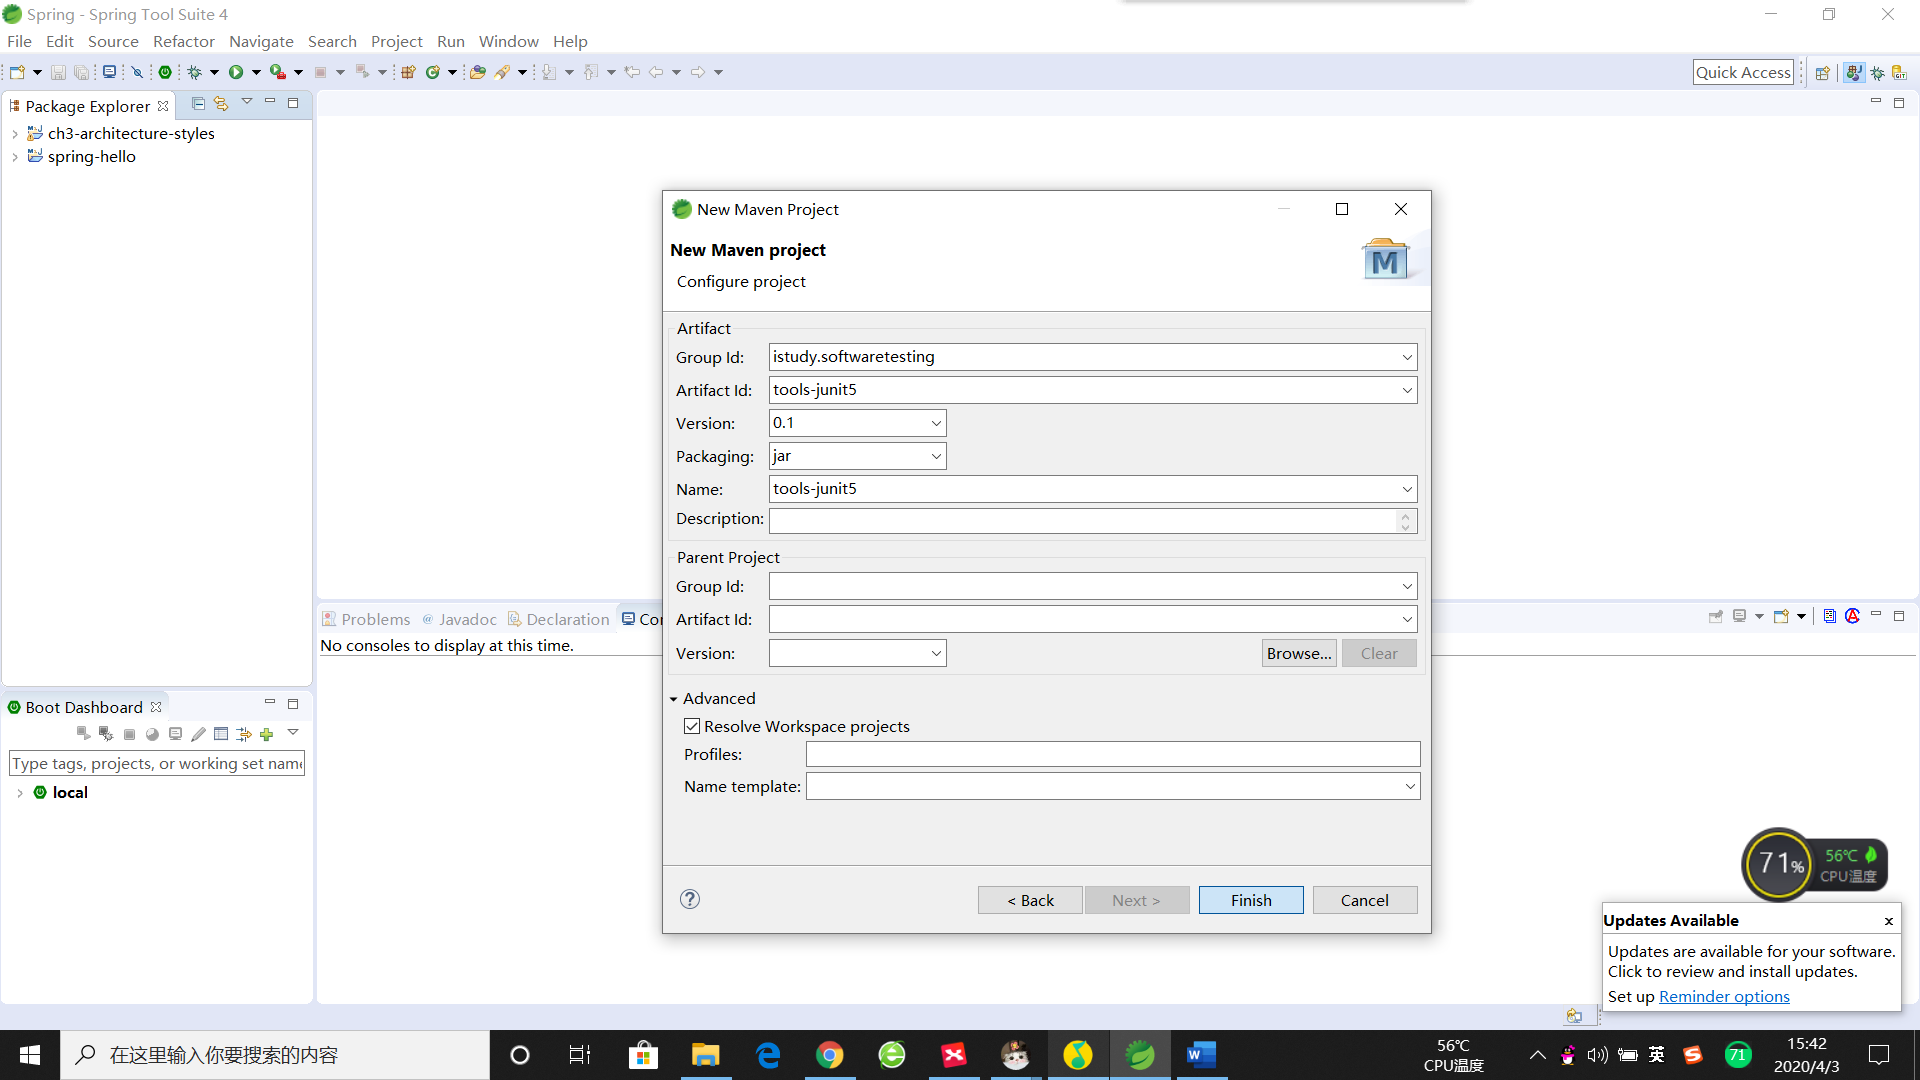 Spring - Spring Tool Suite 4
File Edit Source Refactor Navigate Search Project Run Window Help
Quick Access
Package Explorer
ch3-architecture-styles
spring-hello
New Maven Project
New Maven project
Configure project
M
Artifact
Group Id: istudy.softwaretesting
Artifact Id: tools-junit5
Version: 0.1
Packaging: jar
Name: tools-junit5
Description:
Parent Project
Group Id:
Artifact Id:
Version:
Browse... Clear
Advanced
Resolve Workspace projects
Profiles:
Name template:
< Back Next > Finish Cancel
Problems Javadoc Declaration Con
No consoles to display at this time.
Boot Dashboard
Type tags, projects, or working set name
local
71% 56℃
CPU温度
Updates Available x
Updates are available for your software.
Click to review and install updates.
Set up Reminder options
在这里输入你要搜索的内容
56℃
CPU温度
英
71
15:42
2020/4/3